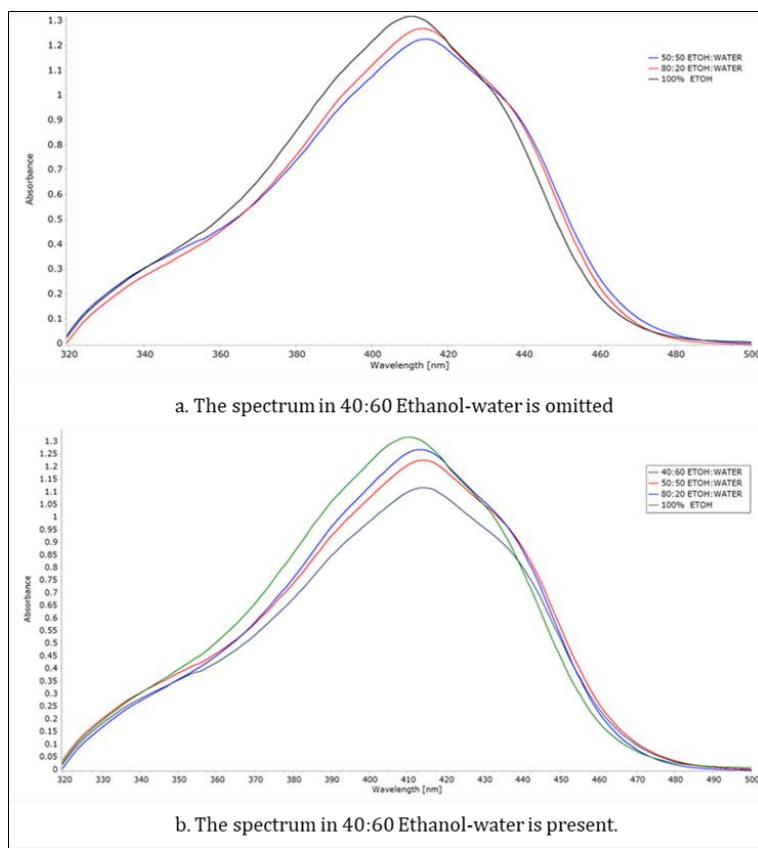 1.3
1.2
1.1
1
0.9
0.8
0.7
0.6
0.5
0.4
0.3
0.2
0.1
0
Absorbance
50:50 ETOH:WATER
80:20 ETOH:WATER
100% ETOH
320 340 360 380 400 420 440 460 480 500
Wavelength [nm]
a. The spectrum in 40:60 Ethanol-water is omitted
1.3
1.25
1.2
1.15
1.1
1.05
1
0.95
0.9
0.85
0.8
0.75
0.7
0.65
0.6
0.55
0.5
0.45
0.4
0.35
0.3
0.25
0.2
0.15
0.1
0.05
0
Absorbance
40:60 ETOH:WATER
50:50 ETOH:WATER
80:20 ETOH:WATER
100% ETOH
320 330 340 350 360 370 380 390 400 410 420 430 440 450 460 470 480 490 500
Wavelength [nm]
b. The spectrum in 40:60 Ethanol-water is present.